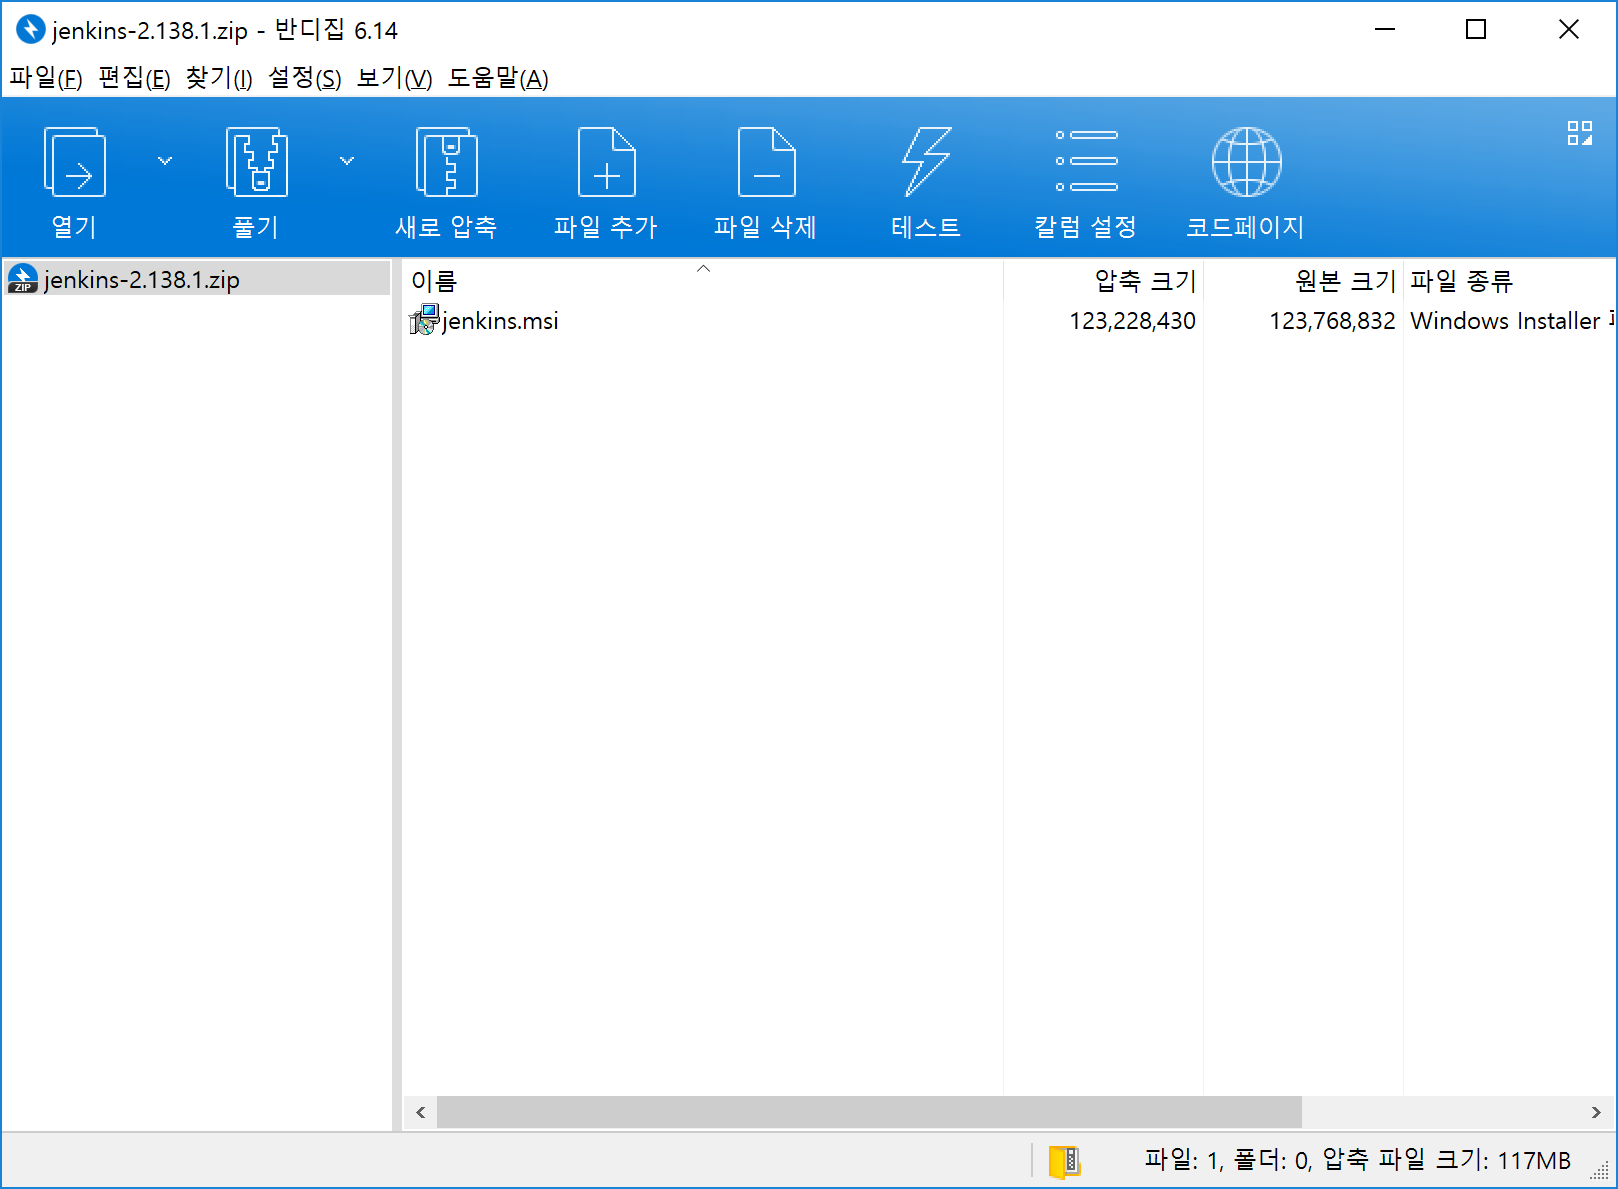 jenkins-2.138.1.zip - 반디집 6.14
파일(F) 편집(E) 찾기(I) 설정(S) 보기(V) 도움말(A)
열기 풀기 새로 압축 파일 추가 파일 삭제 테스트 칼럼 설정 코드페이지
ZIP jenkins-2.138.1.zip
이름 압축 크기 원본 크기 파일 종류
jenkins.msi 123,228,430 123,768,832 Windows Installer
파일: 1, 폴더: 0, 압축 파일 크기: 117MB